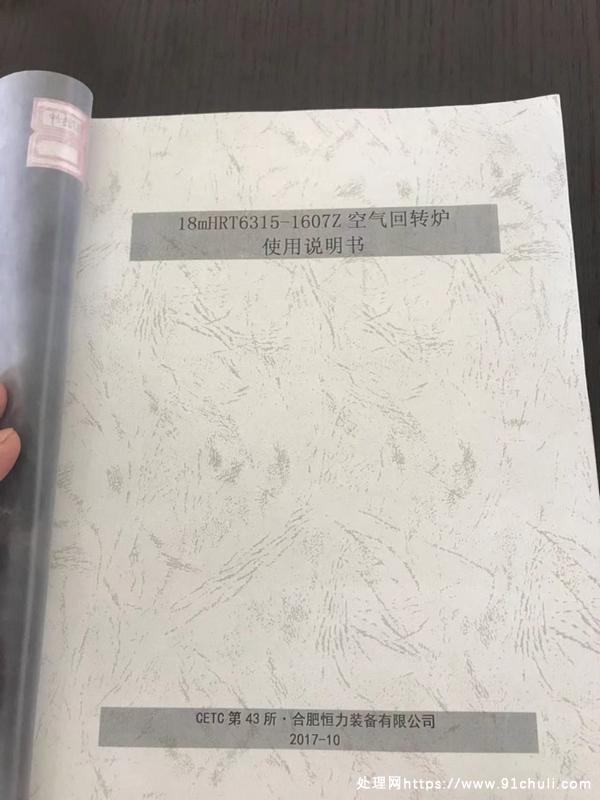 18mHRT6315-1607Z 空气回转炉
使用说明书
CETC 第 43 所·合肥恒力装备有限公司
2017-10
处理网https://www.91chuli.com